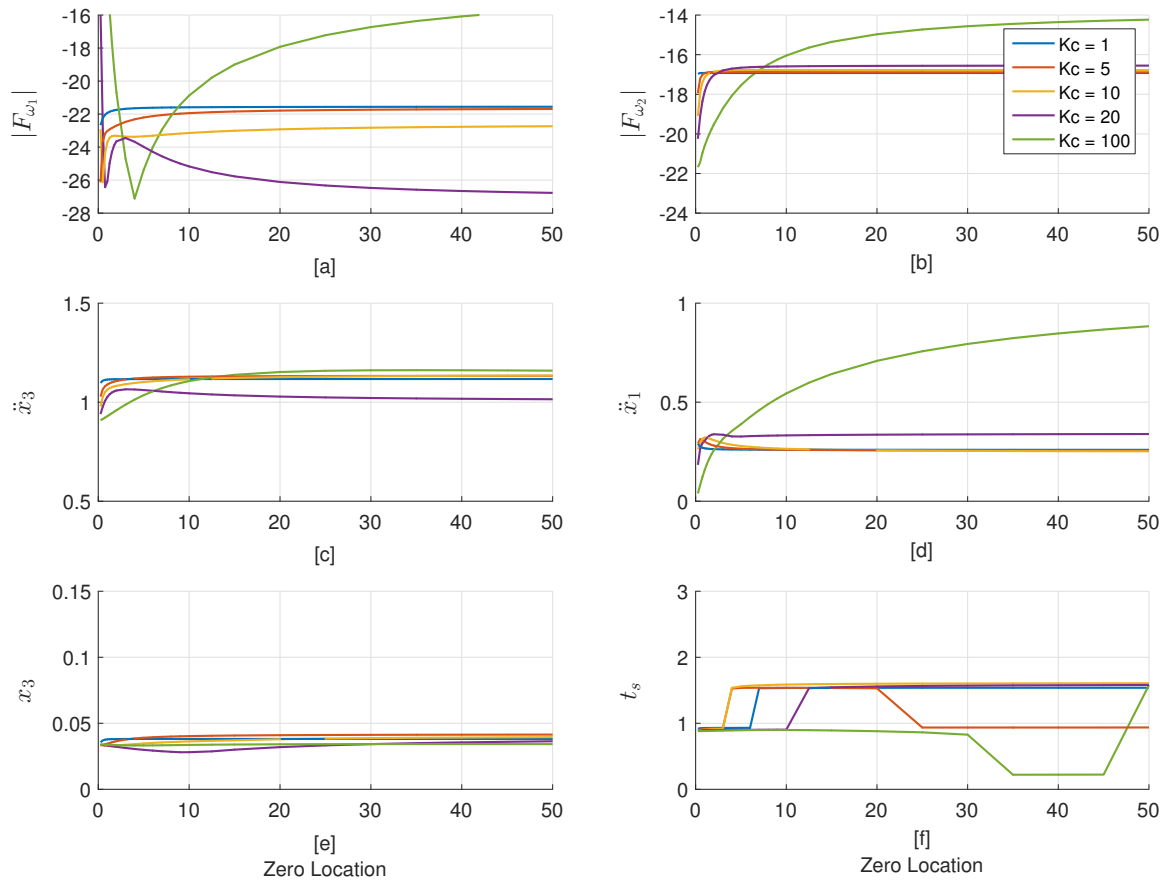 -16
-18
-20
-22
-24
-26
-28
|F_{ω_1}|
0 10 20 30 40 50
[a]
-14
-16
-18
-20
-22
-14
-24
|F_{ω_2}|
Kc = 1
Kc = 5
Kc = 10
Kc = 20
Kc = 100
0 10 20 30 40 50
[b]
1.5
1
0.5
ẍ_3
0 10 20 30 40 50
[c]
1
0.5
0
ẍ_1
0 10 20 30 40 50
[d]
0.15
0.1
0.05
0
x_3
0 10 20 30 40 50
[e]
Zero Location
3
2
1
0
t_s
0 10 20 30 40 50
[f]
Zero Location